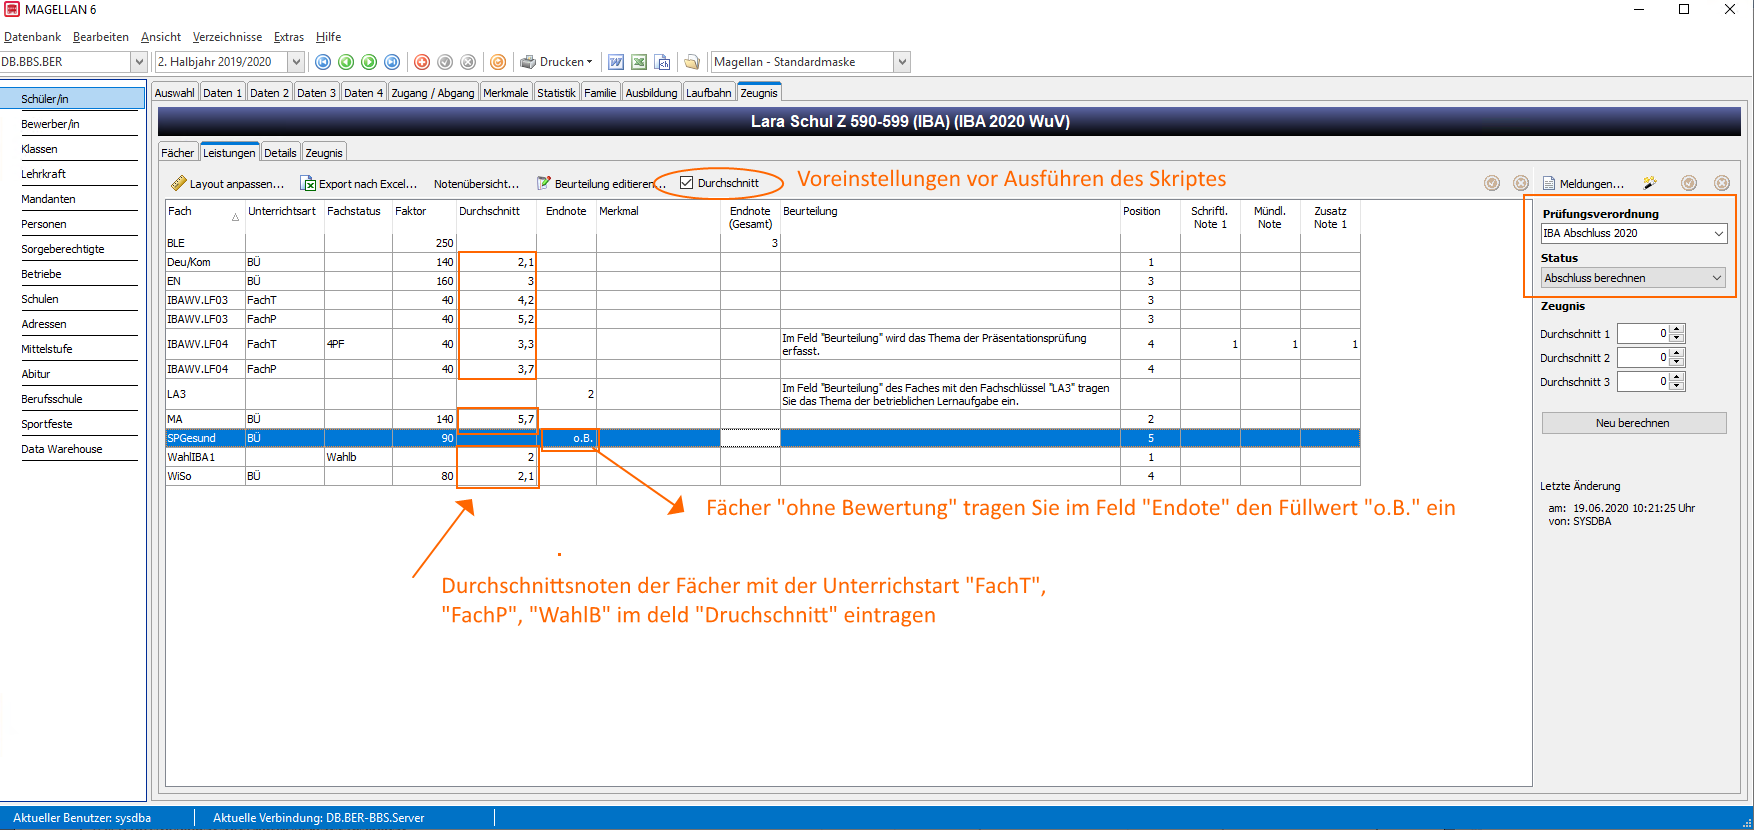 MAGELLAN 6
Datenbank Bearbeiten Ansicht Verzeichnisse Extras Hilfe
DB.BBS.BER 2. Halbjahr 2019/2020 Drucken Magellan - Standardmaske
Schüler/in
Bewerber/in
Klassen
Lehrkraft
Mandanten
Personen
Sorgeberechtigte
Betriebe
Schulen
Adressen
Mittelstufe
Abitur
Berufsschule
Sportfeste
Data Warehouse
Auswahl Daten 1 Daten 2 Daten 3 Daten 4 Zugang / Abgang Merkmale Statistik Familie Ausbildung Laufbahn Zeugnis
Lara Schul Z 590-599 (IBA) (IBA 2020 WuV)
Fächer Leistungen Details Zeugnis
Layout anpassen... Export nach Excel... Notenübersicht... Beurteilung editieren... Durchschnitt Voreinstellungen vor Ausführen des Skriptes Meldungen...
Fach Unterrichtsart Fachstatus Faktor Durchschnitt Endnote Merkmal Endnote (Gesamt) Beurteilung Position Schriftl. Note 1 Mündl. Note Zusatz Note 1
BLE 250 3
Deu/Kom BÜ 140 2,1 1
EN BÜ 160 3 3
IBAWV.LF03 FachT 40 4,2 3
IBAWV.LF03 FachP 40 5,2 3
IBAWV.LF04 FachT 4PF 40 3,3 Im Feld "Beurteilung" wird das Thema der Präsentationsprüfung erfasst. 4 1 1 1
IBAWV.LF04 FachP 40 3,7 4
LA3 2 Im Feld "Beurteilung" des Faches mit den Fachschlüssel "LA3" tragen Sie das Thema der betrieblichen Lernaufgabe ein.
MA BÜ 140 5,7 2
SPGesund BÜ 90 o.B. 5
WahlIBA1 Wahlb 2 1
WiSo BÜ 80 2,1 4
Fächer "ohne Bewertung" tragen Sie im Feld "Endote" den Füllwert "o.B." ein
Durchschnittsnoten der Fächer mit der Unterrichstart "FachT",
"FachP", "WahlB" im deld "Druchschnitt" eintragen
Prüfungsverordnung
IBA Abschluss 2020
Status
Abschluss berechnen
Zeugnis
Durchschnitt 1 0
Durchschnitt 2 0
Durchschnitt 3 0
Neu berechnen
Letzte Änderung
am: 19.06.2020 10:21:25 Uhr
von: SYSDBA
Aktueller Benutzer: sysdba Aktuelle Verbindung: DB.BER-BBS.Server